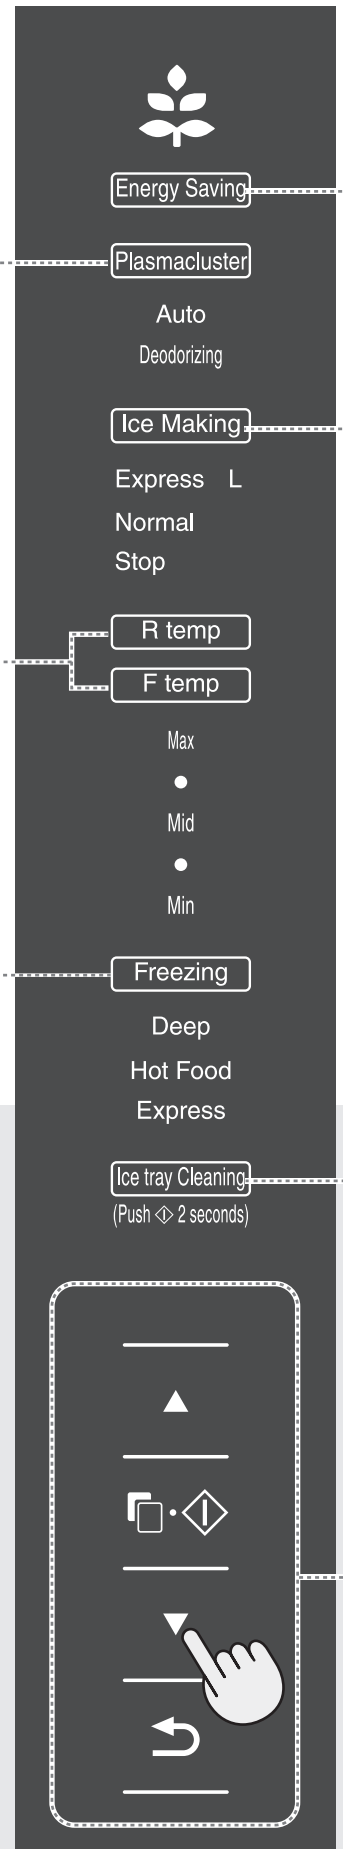 Energy Saving
Plasmacluster
Auto
Deodorizing
Ice Making
Express L
Normal
Stop
R temp
F temp
Max
Mid
Min
Freezing
Deep
Hot Food
Express
Ice tray Cleaning
(Push 2 seconds)